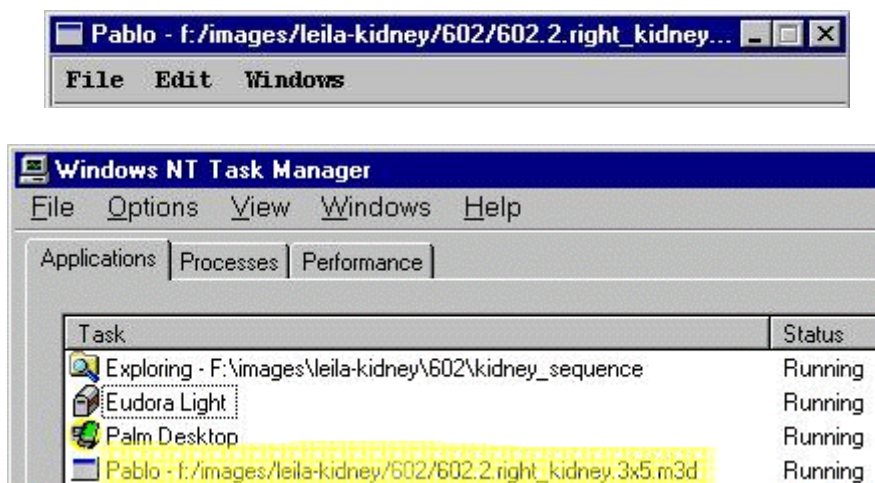 Pablo - f:/images/leila-kidney/602/602.2.right_kidney...
File Edit Windows
Windows NT Task Manager
File Options View Windows Help
Applications Processes Performance
Task Status
Exploring - F:\images\leila-kidney\602\kidney_sequence Running
Eudora Light Running
Palm Desktop Running
Pablo - f:/images/leila-kidney/602/602.2.right_kidney.3x5.m3d Running